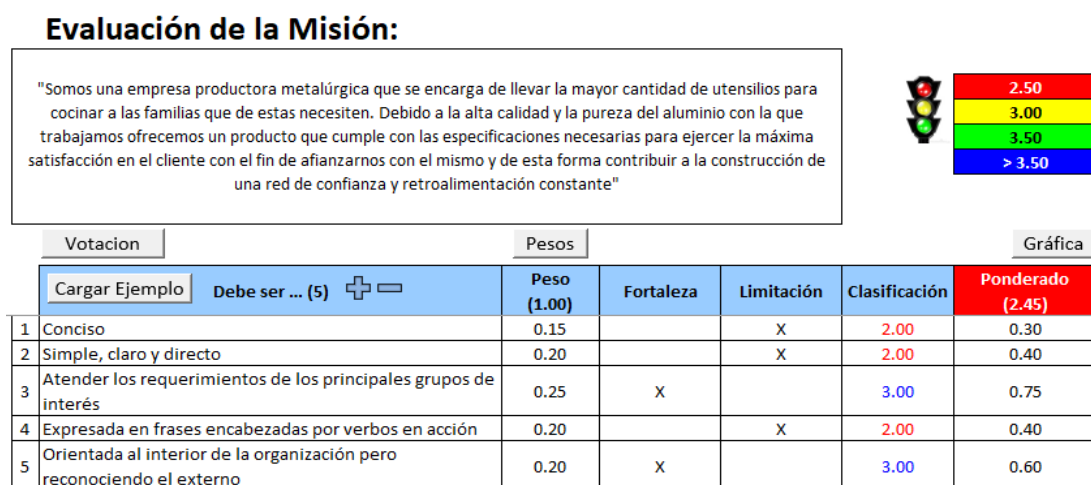 Evaluación de la Misión:
"Somos una empresa productora metalúrgica que se encarga de llevar la mayor cantidad de utensilios para
cocinar a las familias que de estas necesiten. Debido a la alta calidad y la pureza del aluminio con la que
trabajamos ofrecemos un producto que cumple con las especificaciones necesarias para ejercer la máxima
satisfacción en el cliente con el fin de afianzarnos con el mismo y de esta forma contribuir a la construcción de
una red de confianza y retroalimentación constante"
2.50
3.00
3.50
> 3.50
Votacion Pesos Gráfica
Cargar Ejemplo Debe ser ... (5) Peso (1.00) Fortaleza Limitación Clasificación Ponderado (2.45)
1 Conciso 0.15 X 2.00 0.30
2 Simple, claro y directo 0.20 X 2.00 0.40
3 Atender los requerimientos de los principales grupos de
interés 0.25 X 3.00 0.75
4 Expresada en frases encabezadas por verbos en acción 0.20 X 2.00 0.40
5 Orientada al interior de la organización pero
reconociendo el externo 0.20 X 3.00 0.60